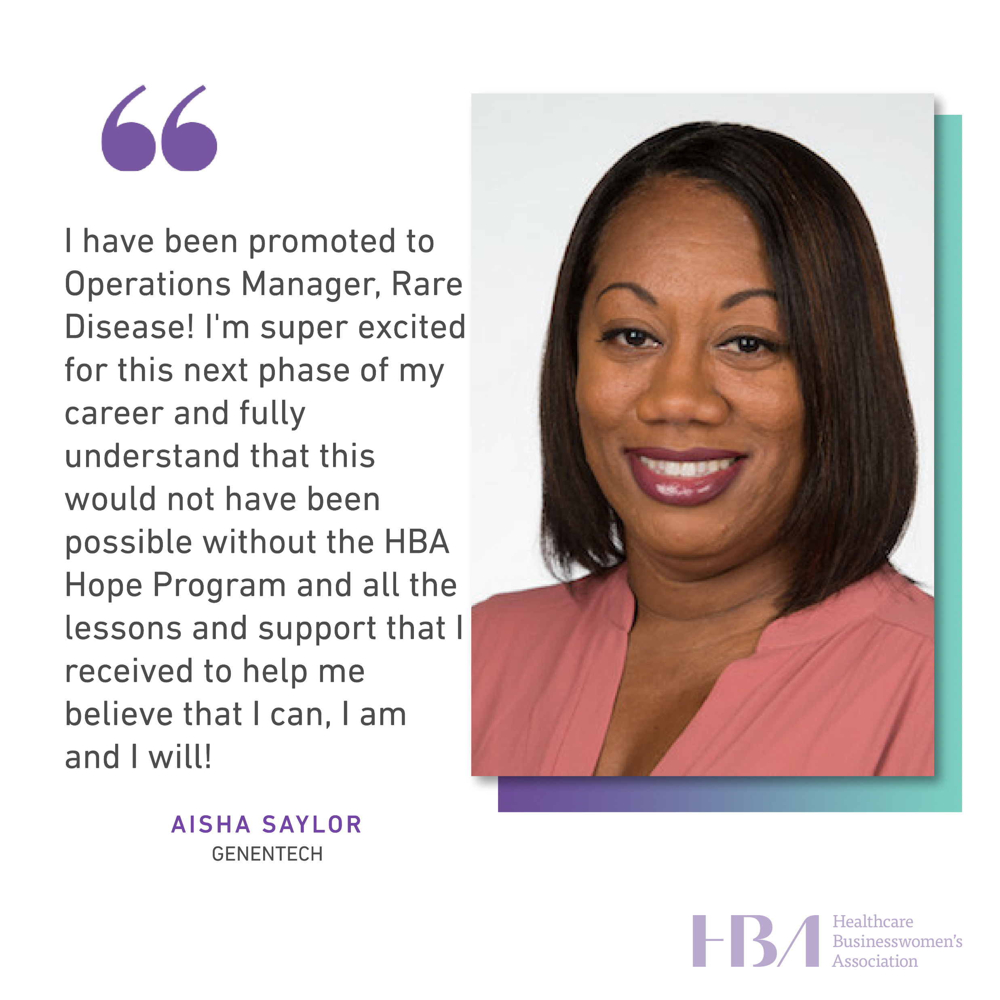 “
I have been promoted to
Operations Manager, Rare
Disease! I'm super excited
for this next phase of my
career and fully
understand that this
would not have been
possible without the HBA
Hope Program and all the
lessons and support that I
received to help me
believe that I can, I am
and I will!
AISHA SAYLOR
GENENTECH
HBA
Healthcare
Businesswomen’s
Association